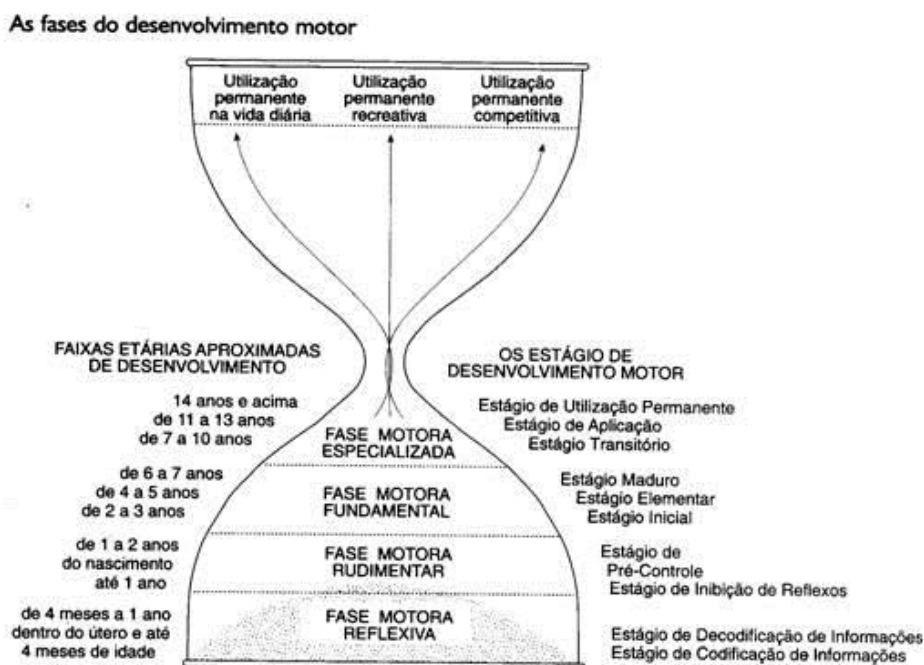 As fases do desenvolvimento motor
Utilização permanente na vida diária
Utilização permanente recreativa
Utilização permanente competitiva
FAIXAS ETÁRIAS APROXIMADAS
DE DESENVOLVIMENTO
OS ESTÁGIO DE
DESENVOLVIMENTO MOTOR
14 anos e acima
de 11 a 13 anos
de 7 a 10 anos
FASE MOTORA
ESPECIALIZADA
Estágio de Utilização Permanente
Estágio de Aplicação
Estágio Transitório
de 6 a 7 anos
de 4 a 5 anos
de 2 a 3 anos
FASE MOTORA
FUNDAMENTAL
Estágio Maduro
Estágio Elementar
Estágio Inicial
de 1 a 2 anos
do nascimento
até 1 ano
FASE MOTORA
RUDIMENTAR
Estágio de
Pré-Controle
Estágio de Inibição de Reflexos
de 4 meses a 1 ano
dentro do útero e até
4 meses de idade
FASE MOTORA
REFLEXIVA
Estágio de Decodificação de Informações
Estágio de Codificação de Informações